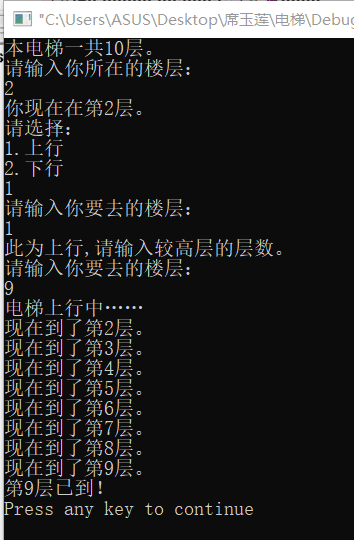 "C:\Users\ASUS\Desktop\席玉莲\电梯\Debug
本电梯一共10层。
请输入你所在的楼层：
2
你现在在第2层。
请选择：
1.上行
2.下行
1
请输入你要去的楼层：
1
此为上行,请输入较高层的层数。
请输入你要去的楼层：
9
电梯上行中……
现在到了第2层。
现在到了第3层。
现在到了第4层。
现在到了第5层。
现在到了第6层。
现在到了第7层。
现在到了第8层。
现在到了第9层。
第9层已到！
Press any key to continue